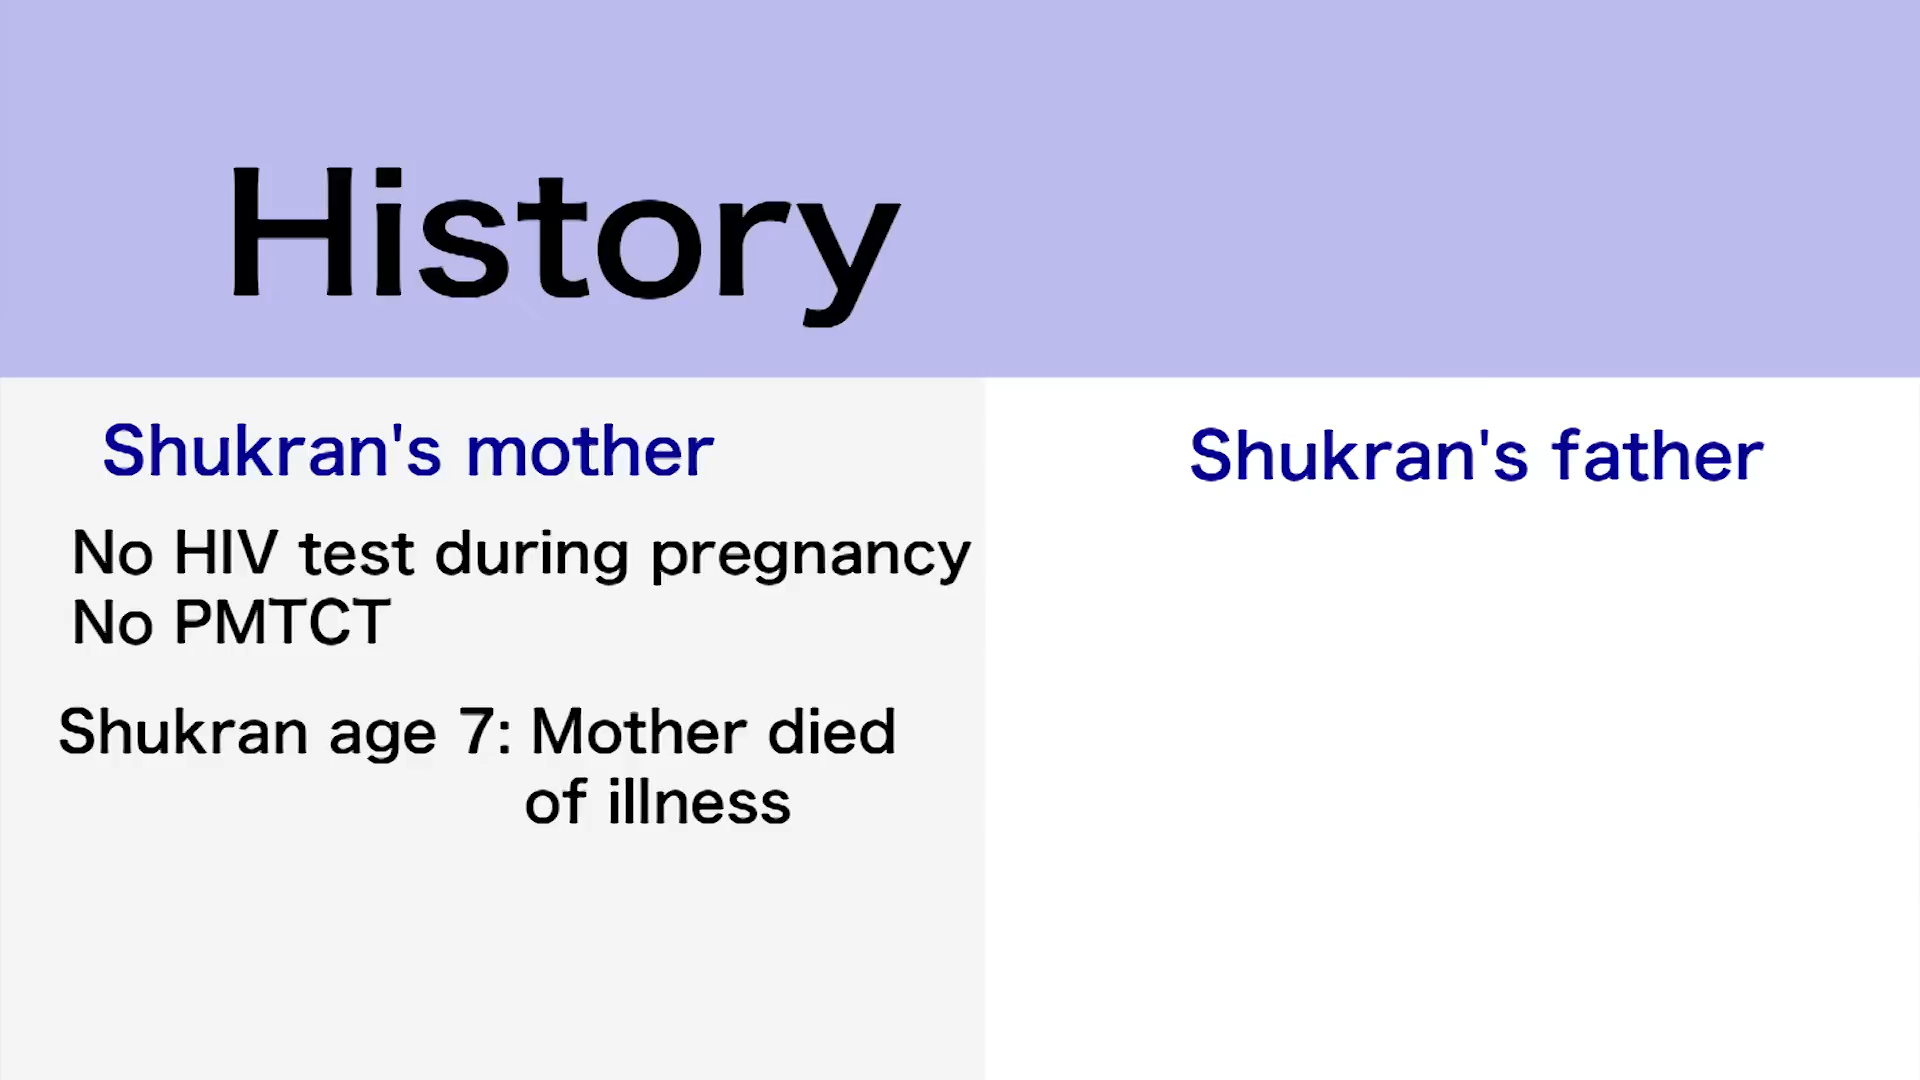 History
Shukran's mother
No HIV test during pregnancy
No PMTCT
Shukran age 7: Mother died
of illness
Shukran's father